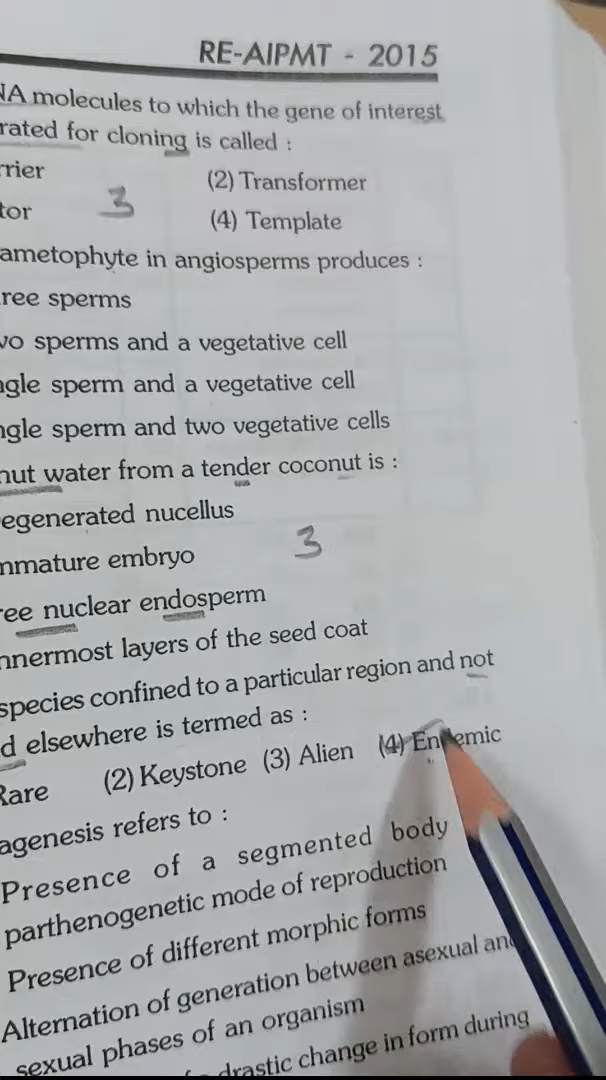 RE-AIPMT - 2015
NA molecules to which the gene of interest
rated for cloning is called :
rrier (2) Transformer
tor 3 (4) Template
ametophyte in angiosperms produces :
ree sperms
vo sperms and a vegetative cell
ngle sperm and a vegetative cell
ngle sperm and two vegetative cells
nut water from a tender coconut is :
egenerated nucellus
mmature embryo 3
ree nuclear endosperm
nnermost layers of the seed coat
species confined to a particular region and not
d elsewhere is termed as :
Rare (2) Keystone (3) Alien (4) Endemic
agenesis refers to :
Presence of a segmented body
parthenogenetic mode of reproduction
Presence of different morphic forms
Alternation of generation between asexual and
sexual phases of an organism
drastic change in form during